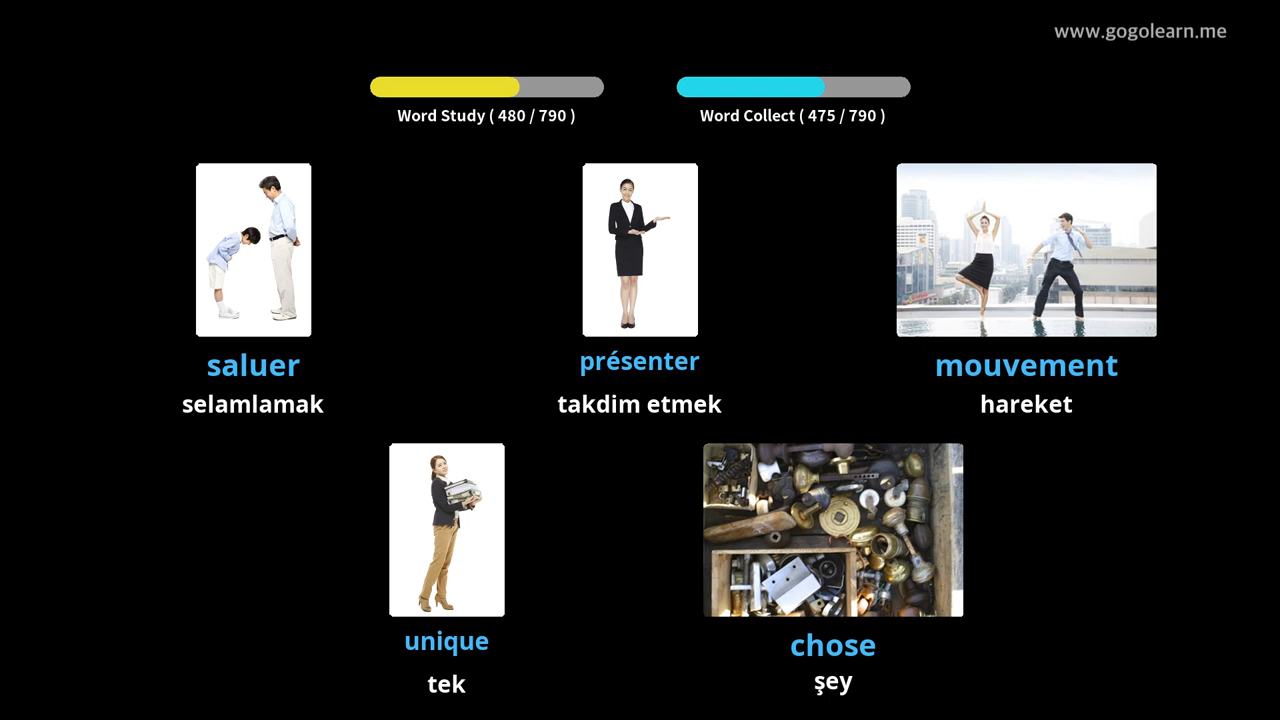 www.gogolearn.me
Word Study ( 480 / 790 )
Word Collect ( 475 / 790 )
saluer
selamlamak
présenter
takdim etmek
mouvement
hareket
unique
tek
chose
şey